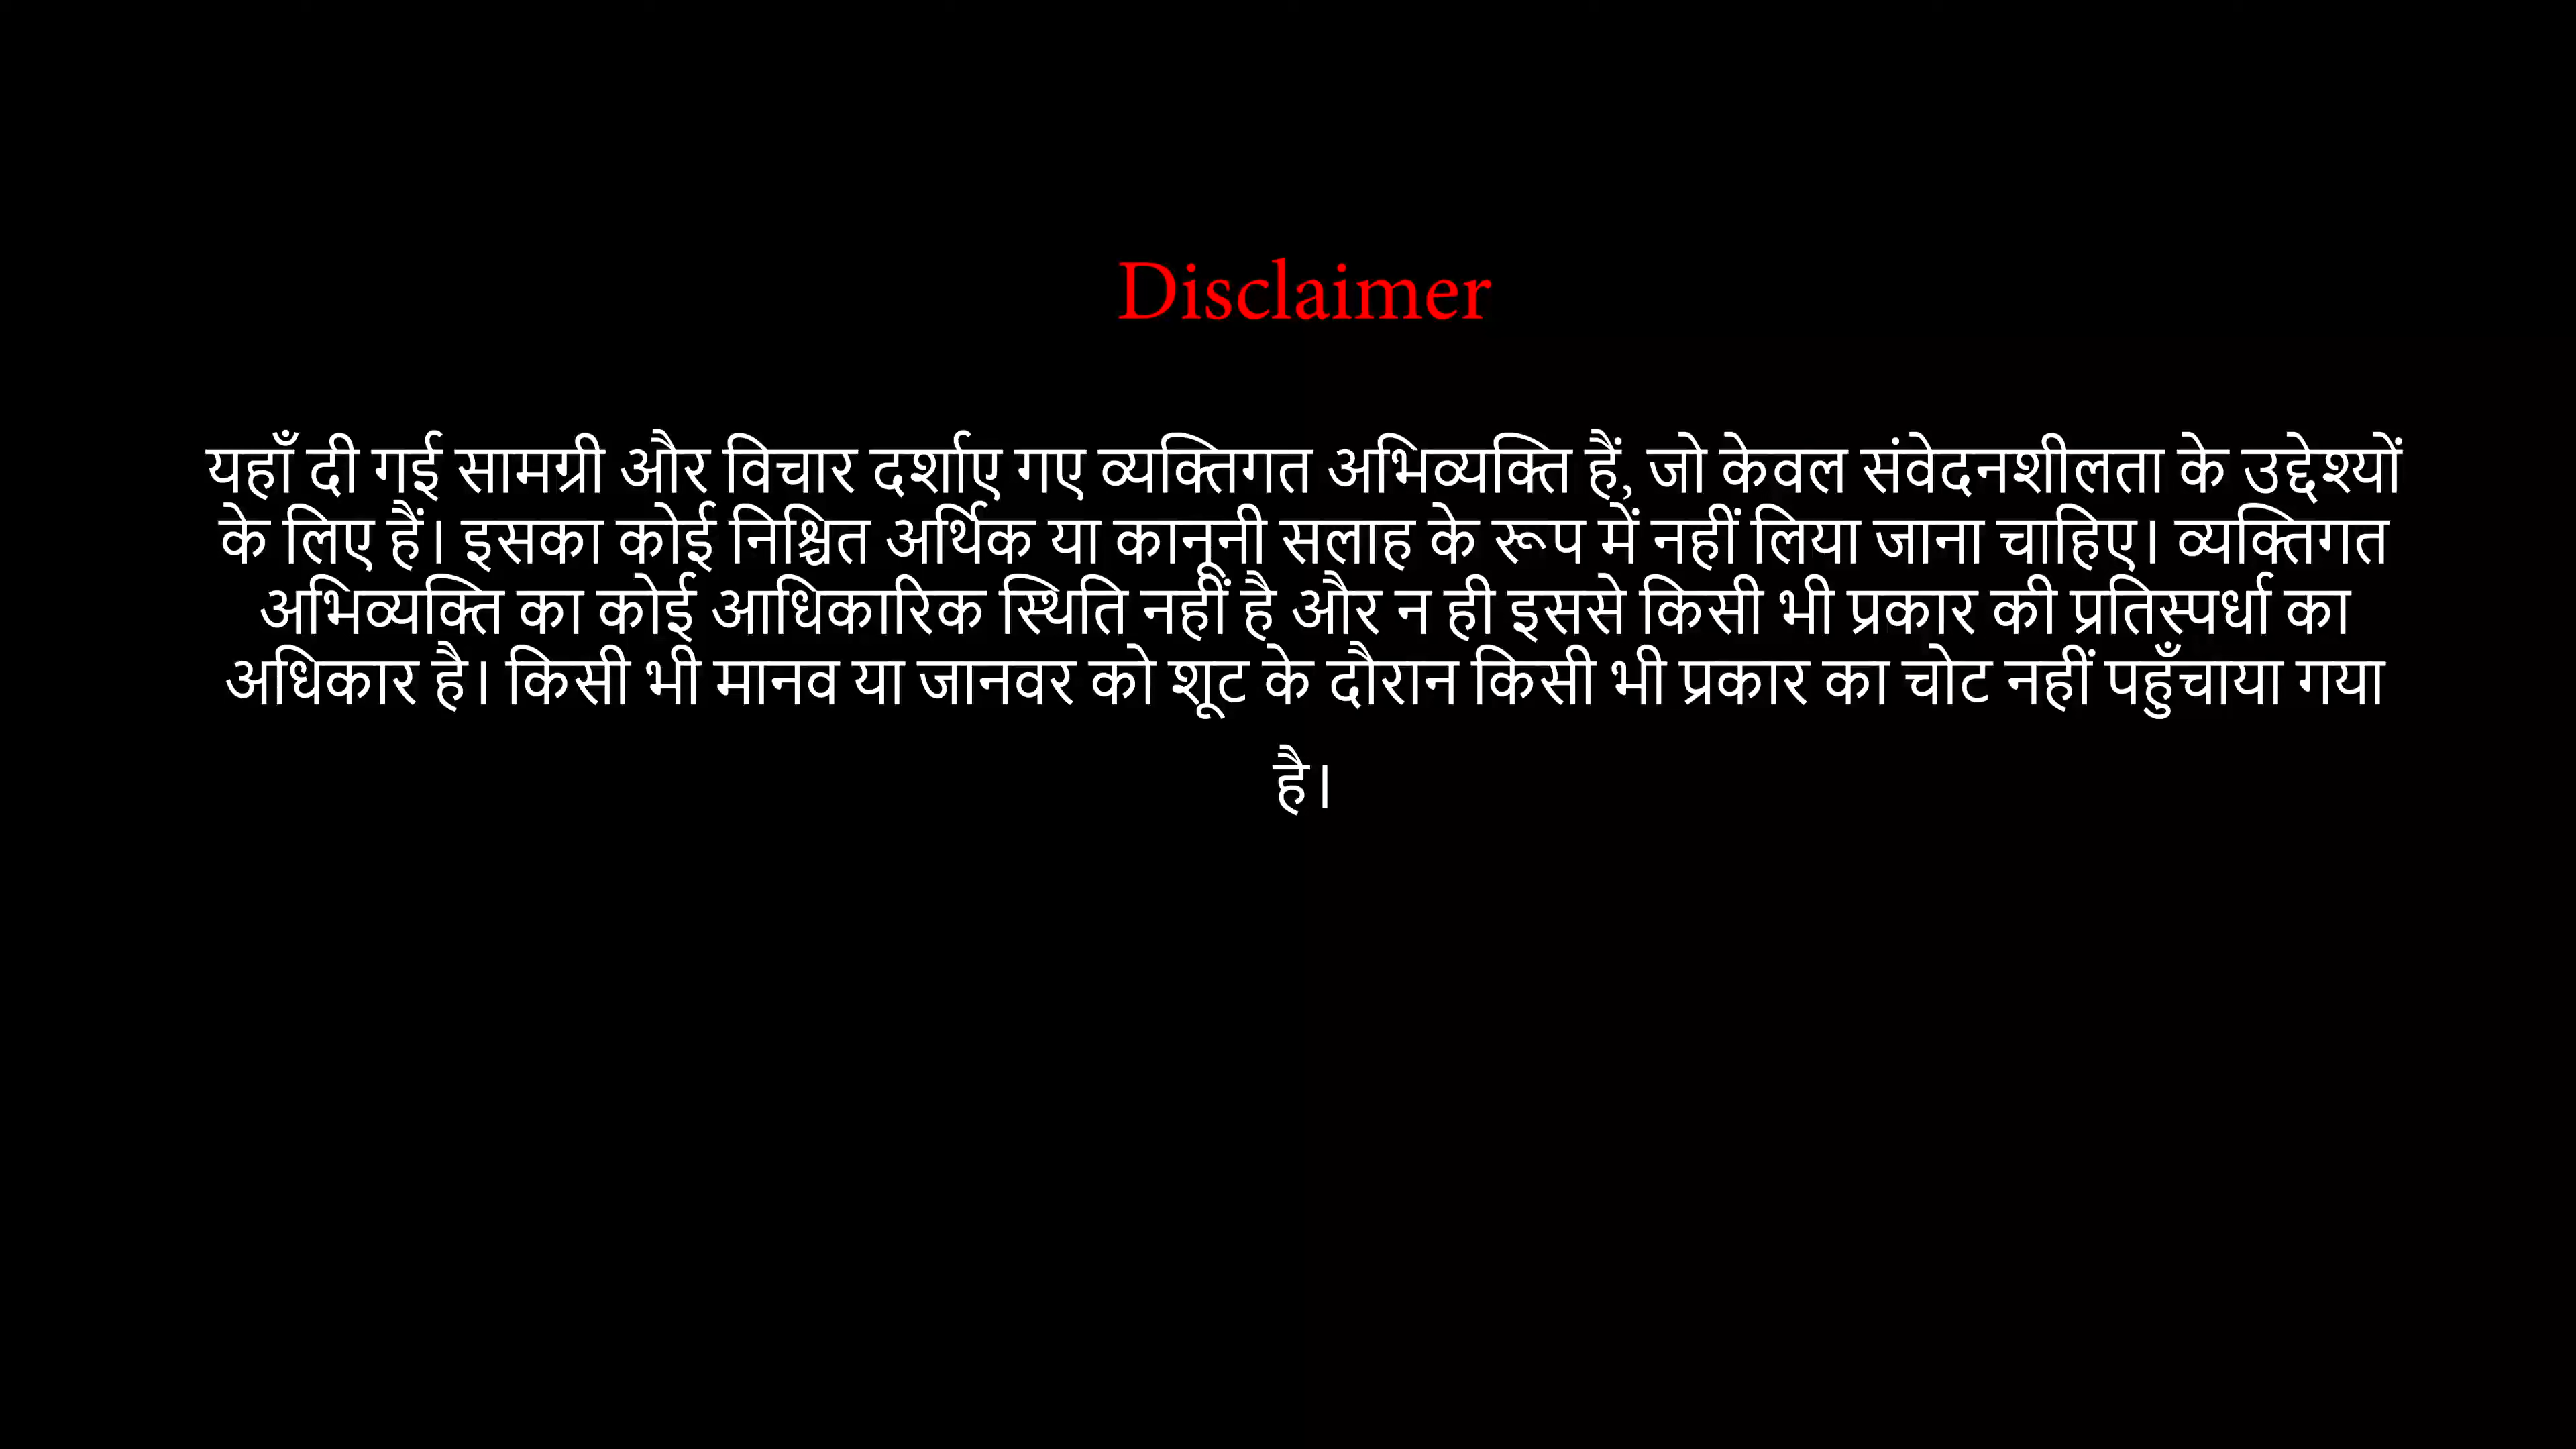 Disclaimer
यहाँ दी गई सामग्री और विचार दर्शाए गए व्यक्तिगत अभिव्यक्ति हैं, जो केवल संवेदनशीलता के उद्देश्यों
के लिए हैं। इसका कोई निश्चित अर्थिक या कानूनी सलाह के रूप में नहीं लिया जाना चाहिए। व्यक्तिगत
अभिव्यक्ति का कोई आधिकारिक स्थिति नहीं है और न ही इससे किसी भी प्रकार की प्रतिस्पर्धा का
अधिकार है। किसी भी मानव या जानवर को शूट के दौरान किसी भी प्रकार का चोट नहीं पहुँचाया गया
है।